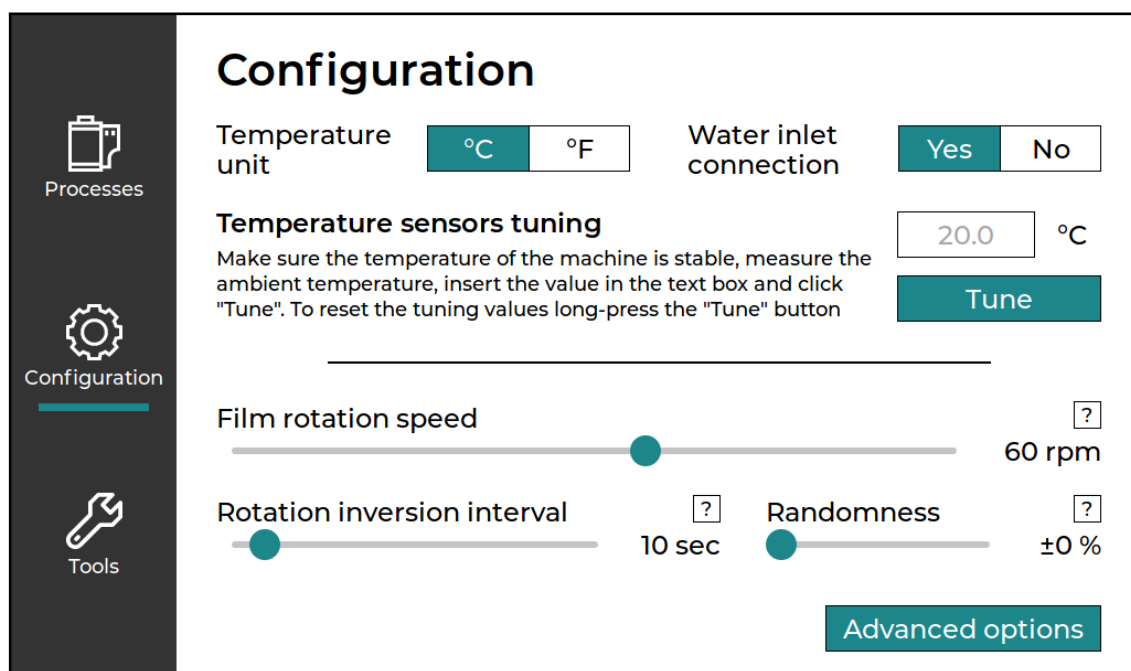 Processes
Configuration
Tools
Configuration
Temperature
unit
°C
°F
Water inlet
connection
Yes
No
Temperature sensors tuning
Make sure the temperature of the machine is stable, measure the
ambient temperature, insert the value in the text box and click
"Tune". To reset the tuning values long-press the "Tune" button
20.0
°C
Tune
Film rotation speed
?
60 rpm
Rotation inversion interval
?
10 sec
Randomness
?
±0 %
Advanced options